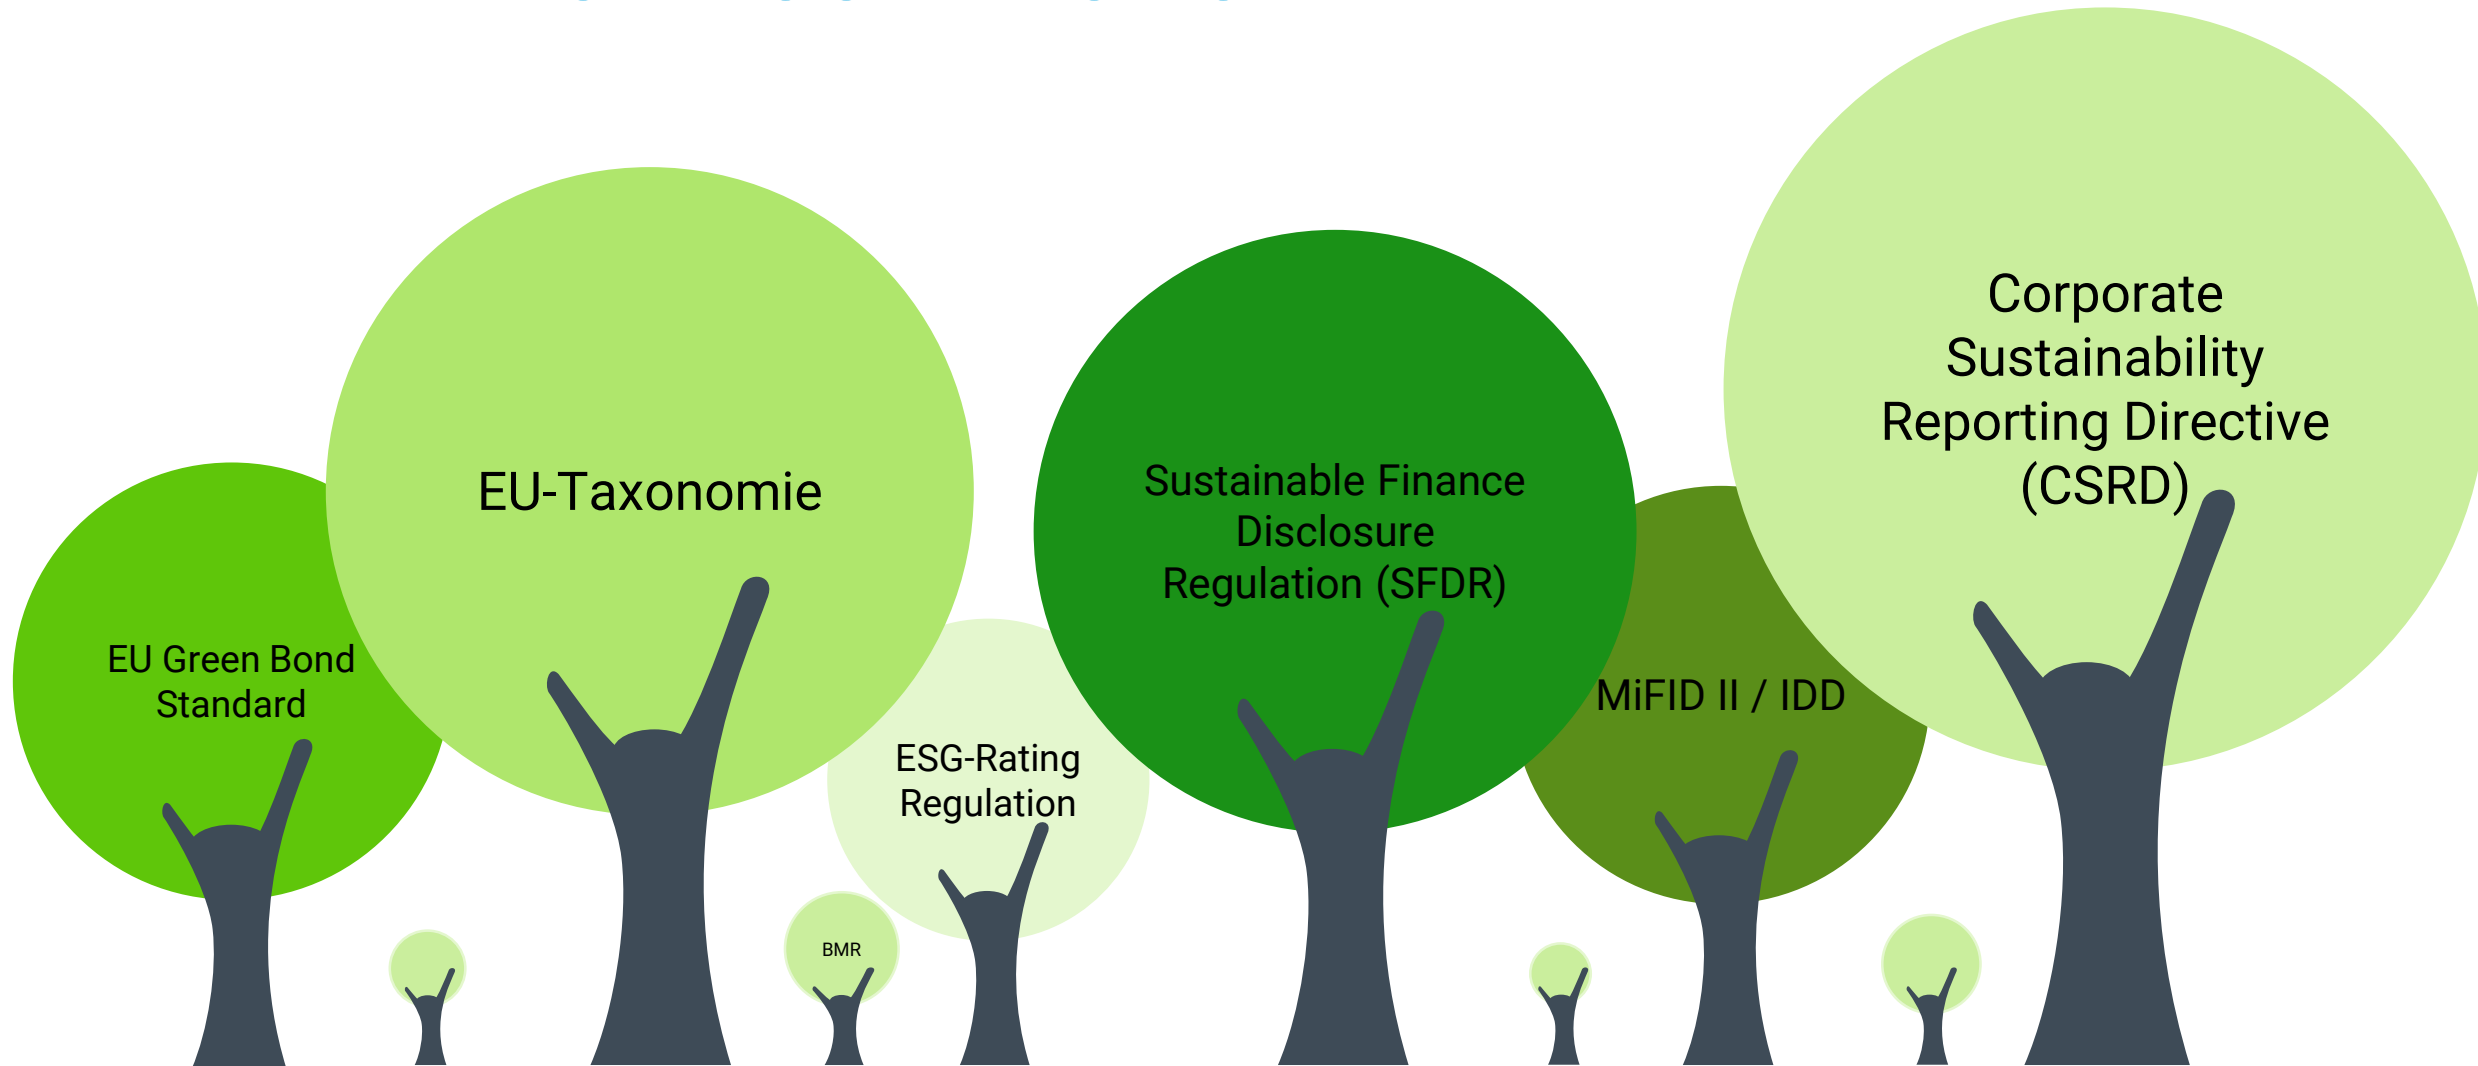 EU Green Bond
Standard
EU-Taxonomie
BMR
ESG-Rating
Regulation
Sustainable Finance
Disclosure
Regulation (SFDR)
MiFID II / IDD
Corporate
Sustainability
Reporting Directive
(CSRD)